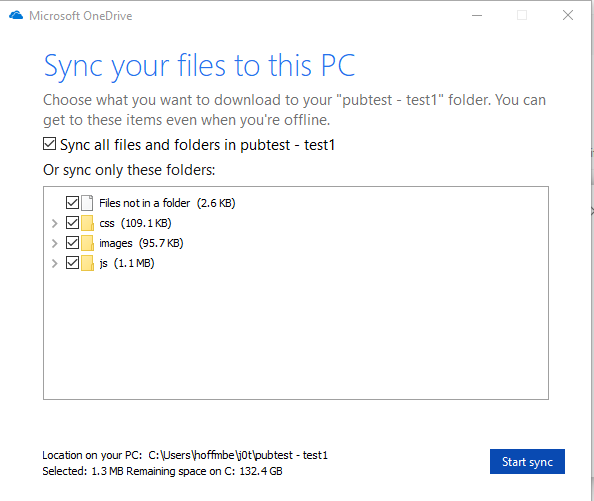 Microsoft OneDrive
Sync your files to this PC
Choose what you want to download to your "pubtest - test1" folder. You can
get to these items even when you're offline.
Sync all files and folders in pubtest - test1
Or sync only these folders:
Files not in a folder (2.6 KB)
css (109.1 KB)
images (95.7 KB)
js (1.1 MB)
Location on your PC: C:\Users\hoffmbe\j0t\pubtest - test1
Selected: 1.3 MB Remaining space on C: 132.4 GB
Start sync